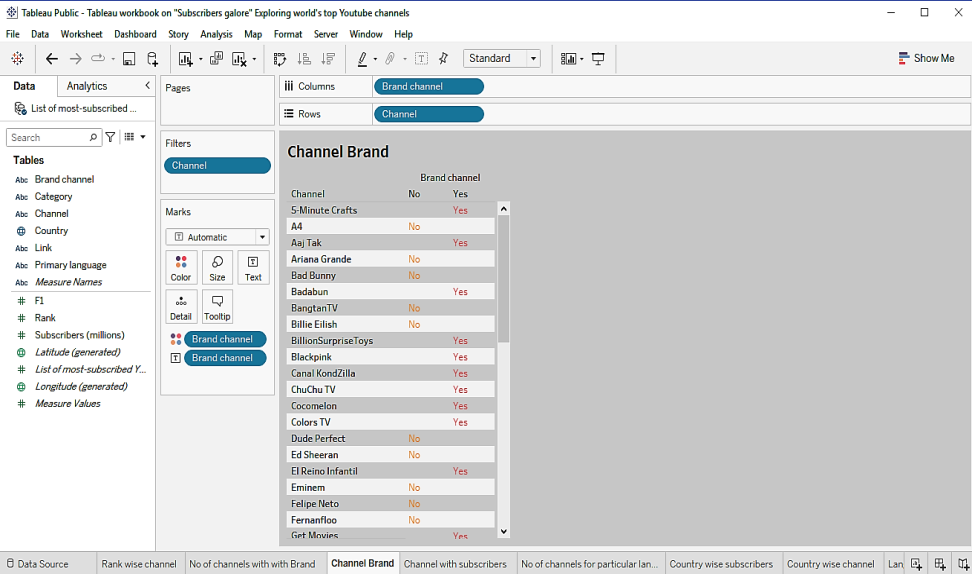 Tableau Public - Tableau workbook on "Subscribers galore" Exploring world's top Youtube channels
File Data Worksheet Dashboard Story Analysis Map Format Server Window Help
Standard
Show Me
Data Analytics
List of most-subscribed ...
Search
Tables
Abc Brand channel
Abc Category
Abc Channel
Country
Abc Link
Abc Primary language
Abc Measure Names
# F1
# Rank
# Subscribers (millions)
Latitude (generated)
# List of most-subscribed Y...
Longitude (generated)
# Measure Values
Pages
Filters
Channel
Marks
T Automatic
Color Size Text
Detail Tooltip
Brand channel
T Brand channel
Columns Brand channel
Rows Channel
Channel Brand
Brand channel
Channel No Yes
5-Minute Crafts Yes
A4 No
Aaj Tak Yes
Ariana Grande No
Bad Bunny No
Badabun Yes
BangtanTV No
Billie Eilish No
BillionSurpriseToys Yes
Blackpink Yes
Canal KondZilla Yes
ChuChu TV Yes
Cocomelon Yes
Colors TV Yes
Dude Perfect No
Ed Sheeran No
El Reino Infantil Yes
Eminem No
Felipe Neto No
Fernanfloo No
Get Movies Yes
Data Source Rank wise channel No of channels with with Brand Channel Brand Channel with subscribers No of channels for particular lan... Country wise subscribers Country wise channel Lan